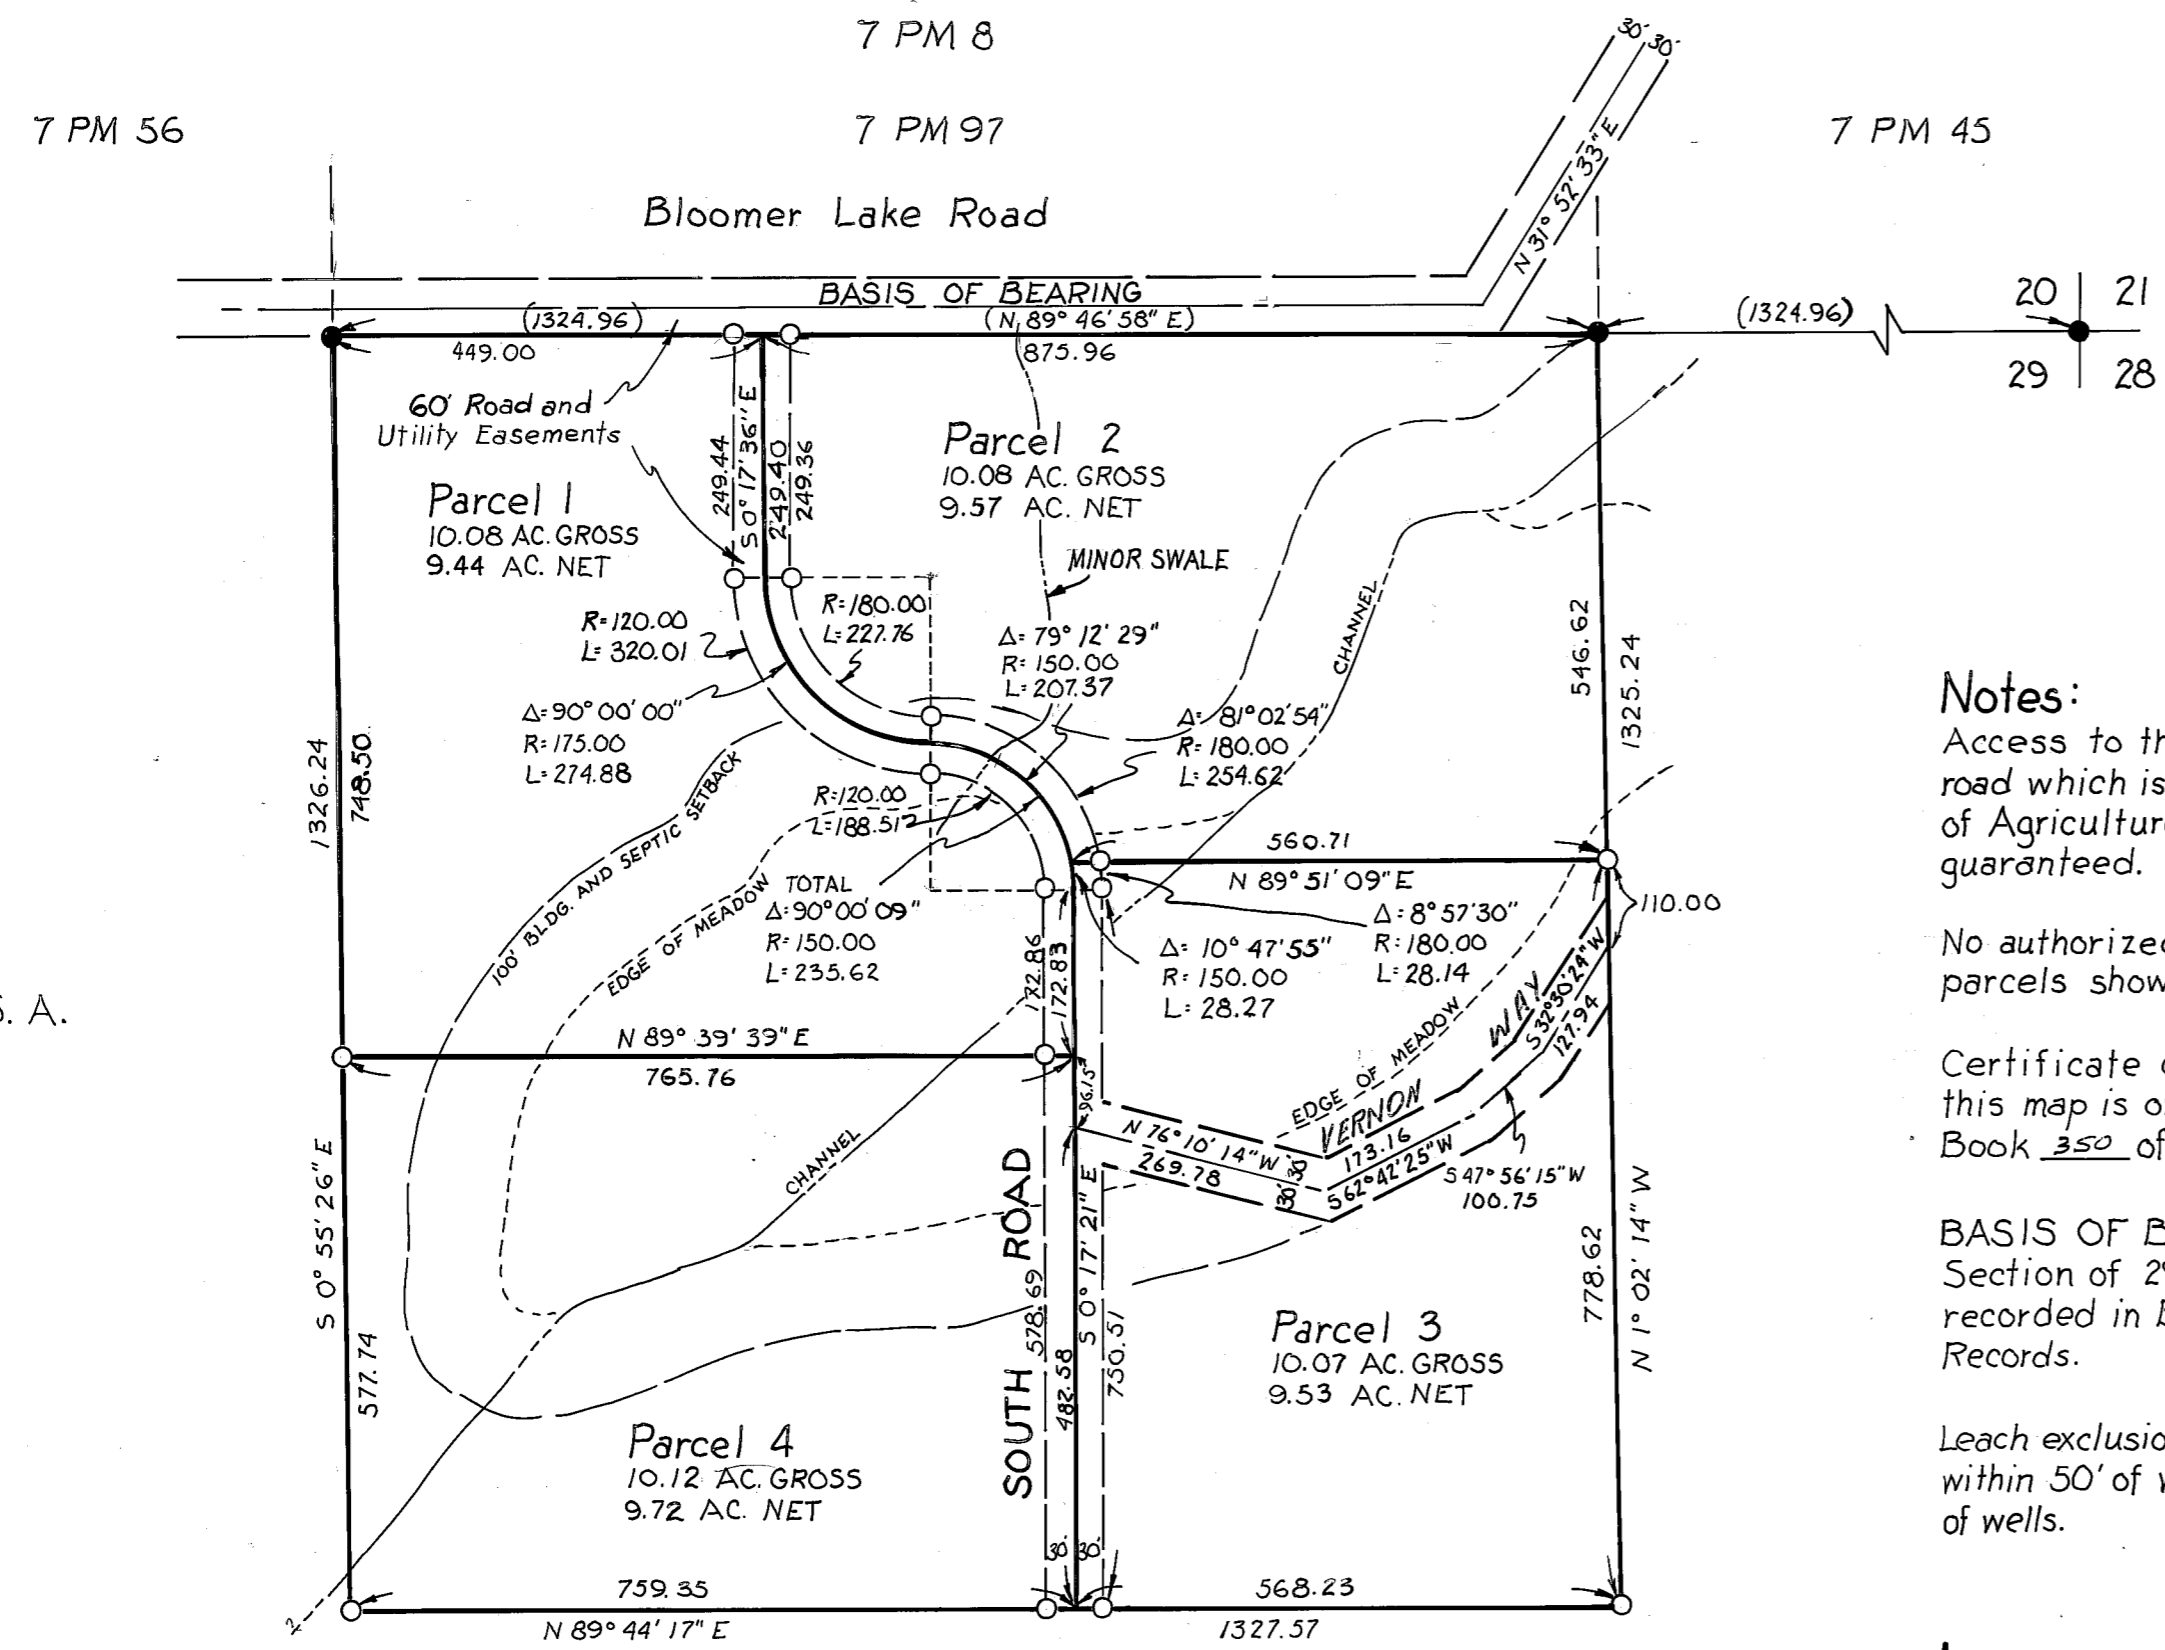 7 PM 8
7 PM 56
7 PM 97
7 PM 45
30' 30'
N 31° 52' 33" E
Bloomer Lake Road
BASIS OF BEARING
(1324.96)
(N 89° 46' 58" E)
(1324.96)
449.00
875.96
20 21
29 28
60' Road and
Utility Easements
249.44
S 0° 17' 36" E
249.40
249.36
Parcel 1
10.08 AC. GROSS
9.44 AC. NET
Parcel 2
10.08 AC. GROSS
9.57 AC. NET
MINOR SWALE
CHANNEL
R=120.00
L=320.01
R=180.00
L=227.76
Δ=79° 12' 29"
R=150.00
L=207.37
Δ=90° 00' 00"
R=175.00
L=274.88
Δ= 81° 02' 54"
R=180.00
L=254.62
R=120.00
L=188.51
546.62
1325.24
1326.24
748.50
100' BLDG. AND SEPTIC SETBACK
EDGE OF MEADOW
TOTAL
Δ=90° 00' 09"
R=150.00
L=235.62
560.71
N 89° 51' 09" E
110.00
Δ=8° 57' 30"
R=180.00
L=28.14
Δ= 10° 47' 55"
R=150.00
L=28.27
172.86
172.83
N 89° 39' 39" E
765.76
96.15
EDGE OF MEADOW
VERNON WAY
S 32° 30' 24" W
127.94
N 76° 10' 14" W
269.78
30' 30'
173.16
S 62° 42' 25" W
S 47° 56' 15" W
100.75
CHANNEL
S 0° 55' 26" E
577.74
SOUTH ROAD
578.69
S 0° 17' 21" E
482.58
750.51
778.62
N 1° 02' 14" W
Parcel 3
10.07 AC. GROSS
9.53 AC. NET
Parcel 4
10.12 AC. GROSS
9.72 AC. NET
30' 30'
759.35
568.23
N 89° 44' 17" E
1327.57
S. A.
Notes:
Access to th
road which is
of Agricultur
guaranteed.
No authorize
parcels show
Certificate
this map is o
Book 350 of
BASIS OF B
Section of 2
recorded in
Records.
Leach exclusio
within 50' of
of wells.